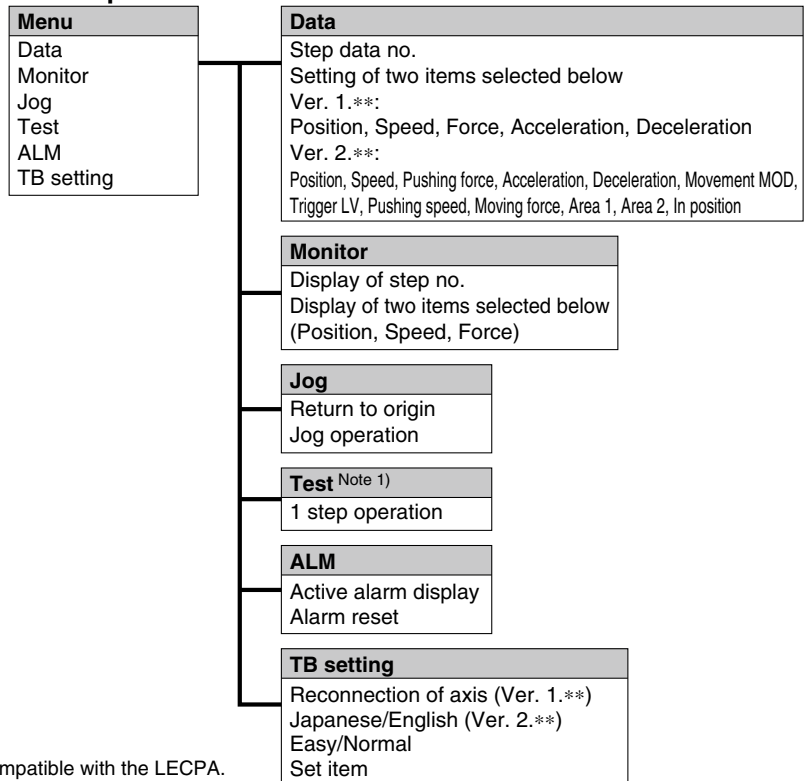 Menu
Data
Monitor
Jog
Test
ALM
TB setting
Data
Step data no.
Setting of two items selected below
Ver. 1.**:
Position, Speed, Force, Acceleration, Deceleration
Ver. 2.**:
Position, Speed, Pushing force, Acceleration, Deceleration, Movement MOD,
Trigger LV, Pushing speed, Moving force, Area 1, Area 2, In position
Monitor
Display of step no.
Display of two items selected below
(Position, Speed, Force)
Jog
Return to origin
Jog operation
Test Note 1)
1 step operation
ALM
Active alarm display
Alarm reset
TB setting
Reconnection of axis (Ver. 1.**)
Japanese/English (Ver. 2.**)
Easy/Normal
Set item
mpatible with the LECPA.